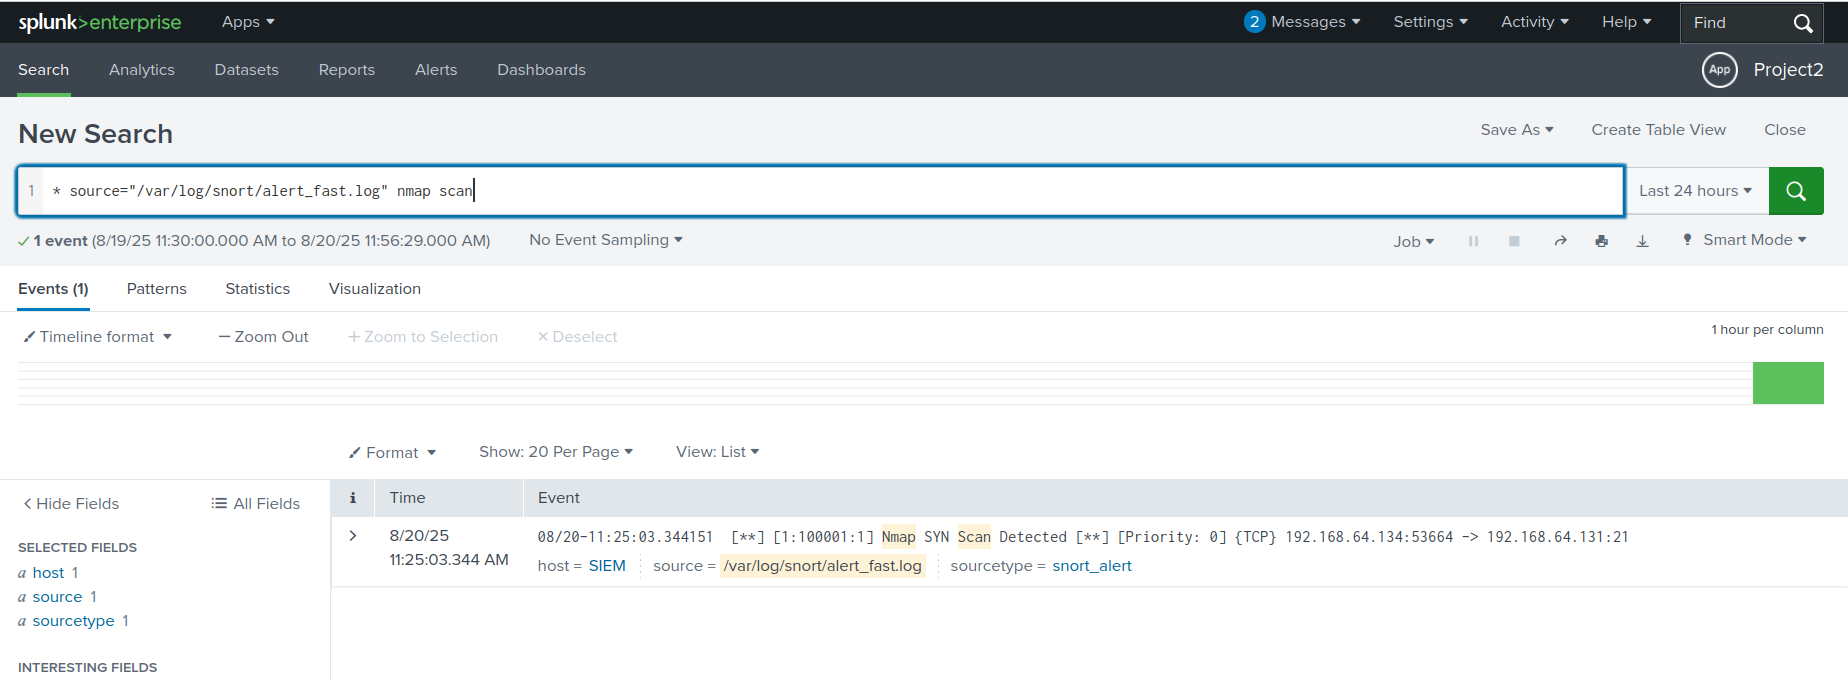 splunk>enterprise Apps 2 Messages Settings Activity Help Find
Search Analytics Datasets Reports Alerts Dashboards App Project2
New Search Save As Create Table View Close
1 * source="/var/log/snort/alert_fast.log" nmap scan Last 24 hours
✓ 1 event (8/19/25 11:30:00.000 AM to 8/20/25 11:56:29.000 AM) No Event Sampling Job Smart Mode
Events (1) Patterns Statistics Visualization
Timeline format — Zoom Out + Zoom to Selection × Deselect 1 hour per column
Format Show: 20 Per Page View: List
< Hide Fields All Fields i Time Event
SELECTED FIELDS
a host 1
a source 1
a sourcetype 1
INTERESTING FIELDS
> 8/20/25 08/20-11:25:03.344151 [**] [1:100001:1] Nmap SYN Scan Detected [**] [Priority: 0] {TCP} 192.168.64.134:53664 -> 192.168.64.131:21
11:25:03.344 AM host = SIEM source = /var/log/snort/alert_fast.log sourcetype = snort_alert